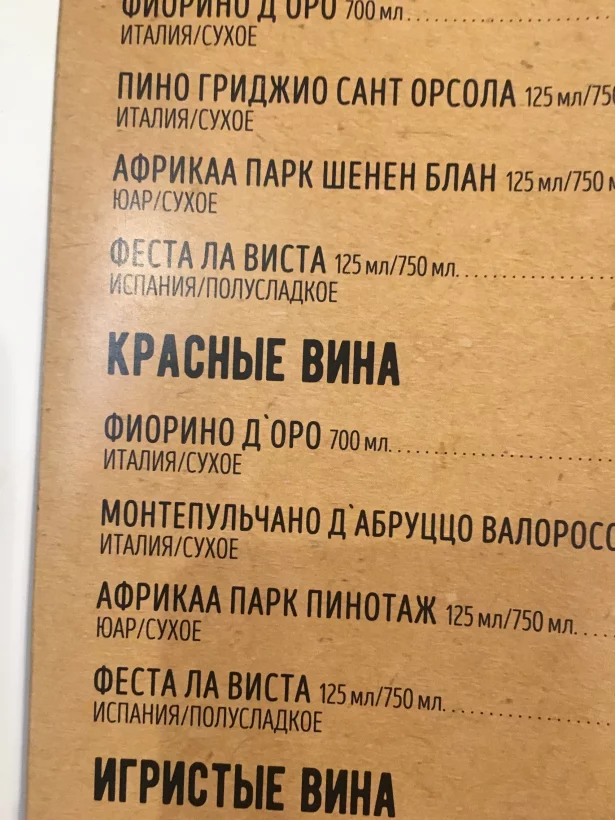 ФИОРИНО Д`ОРО 700 мл
ИТАЛИЯ/СУХОЕ
ПИНО ГРИДЖИО САНТ ОРСОЛА 125 мл/750
ИТАЛИЯ/СУХОЕ
АФРИКАА ПАРК ШЕНЕН БЛАН 125 мл/750 м
ЮАР/СУХОЕ
ФЕСТА ЛА ВИСТА 125 мл/750 мл
ИСПАНИЯ/ПОЛУСЛАДКОЕ
КРАСНЫЕ ВИНА
ФИОРИНО Д`ОРО 700 мл
ИТАЛИЯ/СУХОЕ
МОНТЕПУЛЬЧАНО Д`АБРУЦЦО ВАЛОРОСС
ИТАЛИЯ/СУХОЕ
АФРИКАА ПАРК ПИНОТАЖ 125 мл/750 мл
ЮАР/СУХОЕ
ФЕСТА ЛА ВИСТА 125 мл/750 мл
ИСПАНИЯ/ПОЛУСЛАДКОЕ
ИГРИСТЫЕ ВИНА